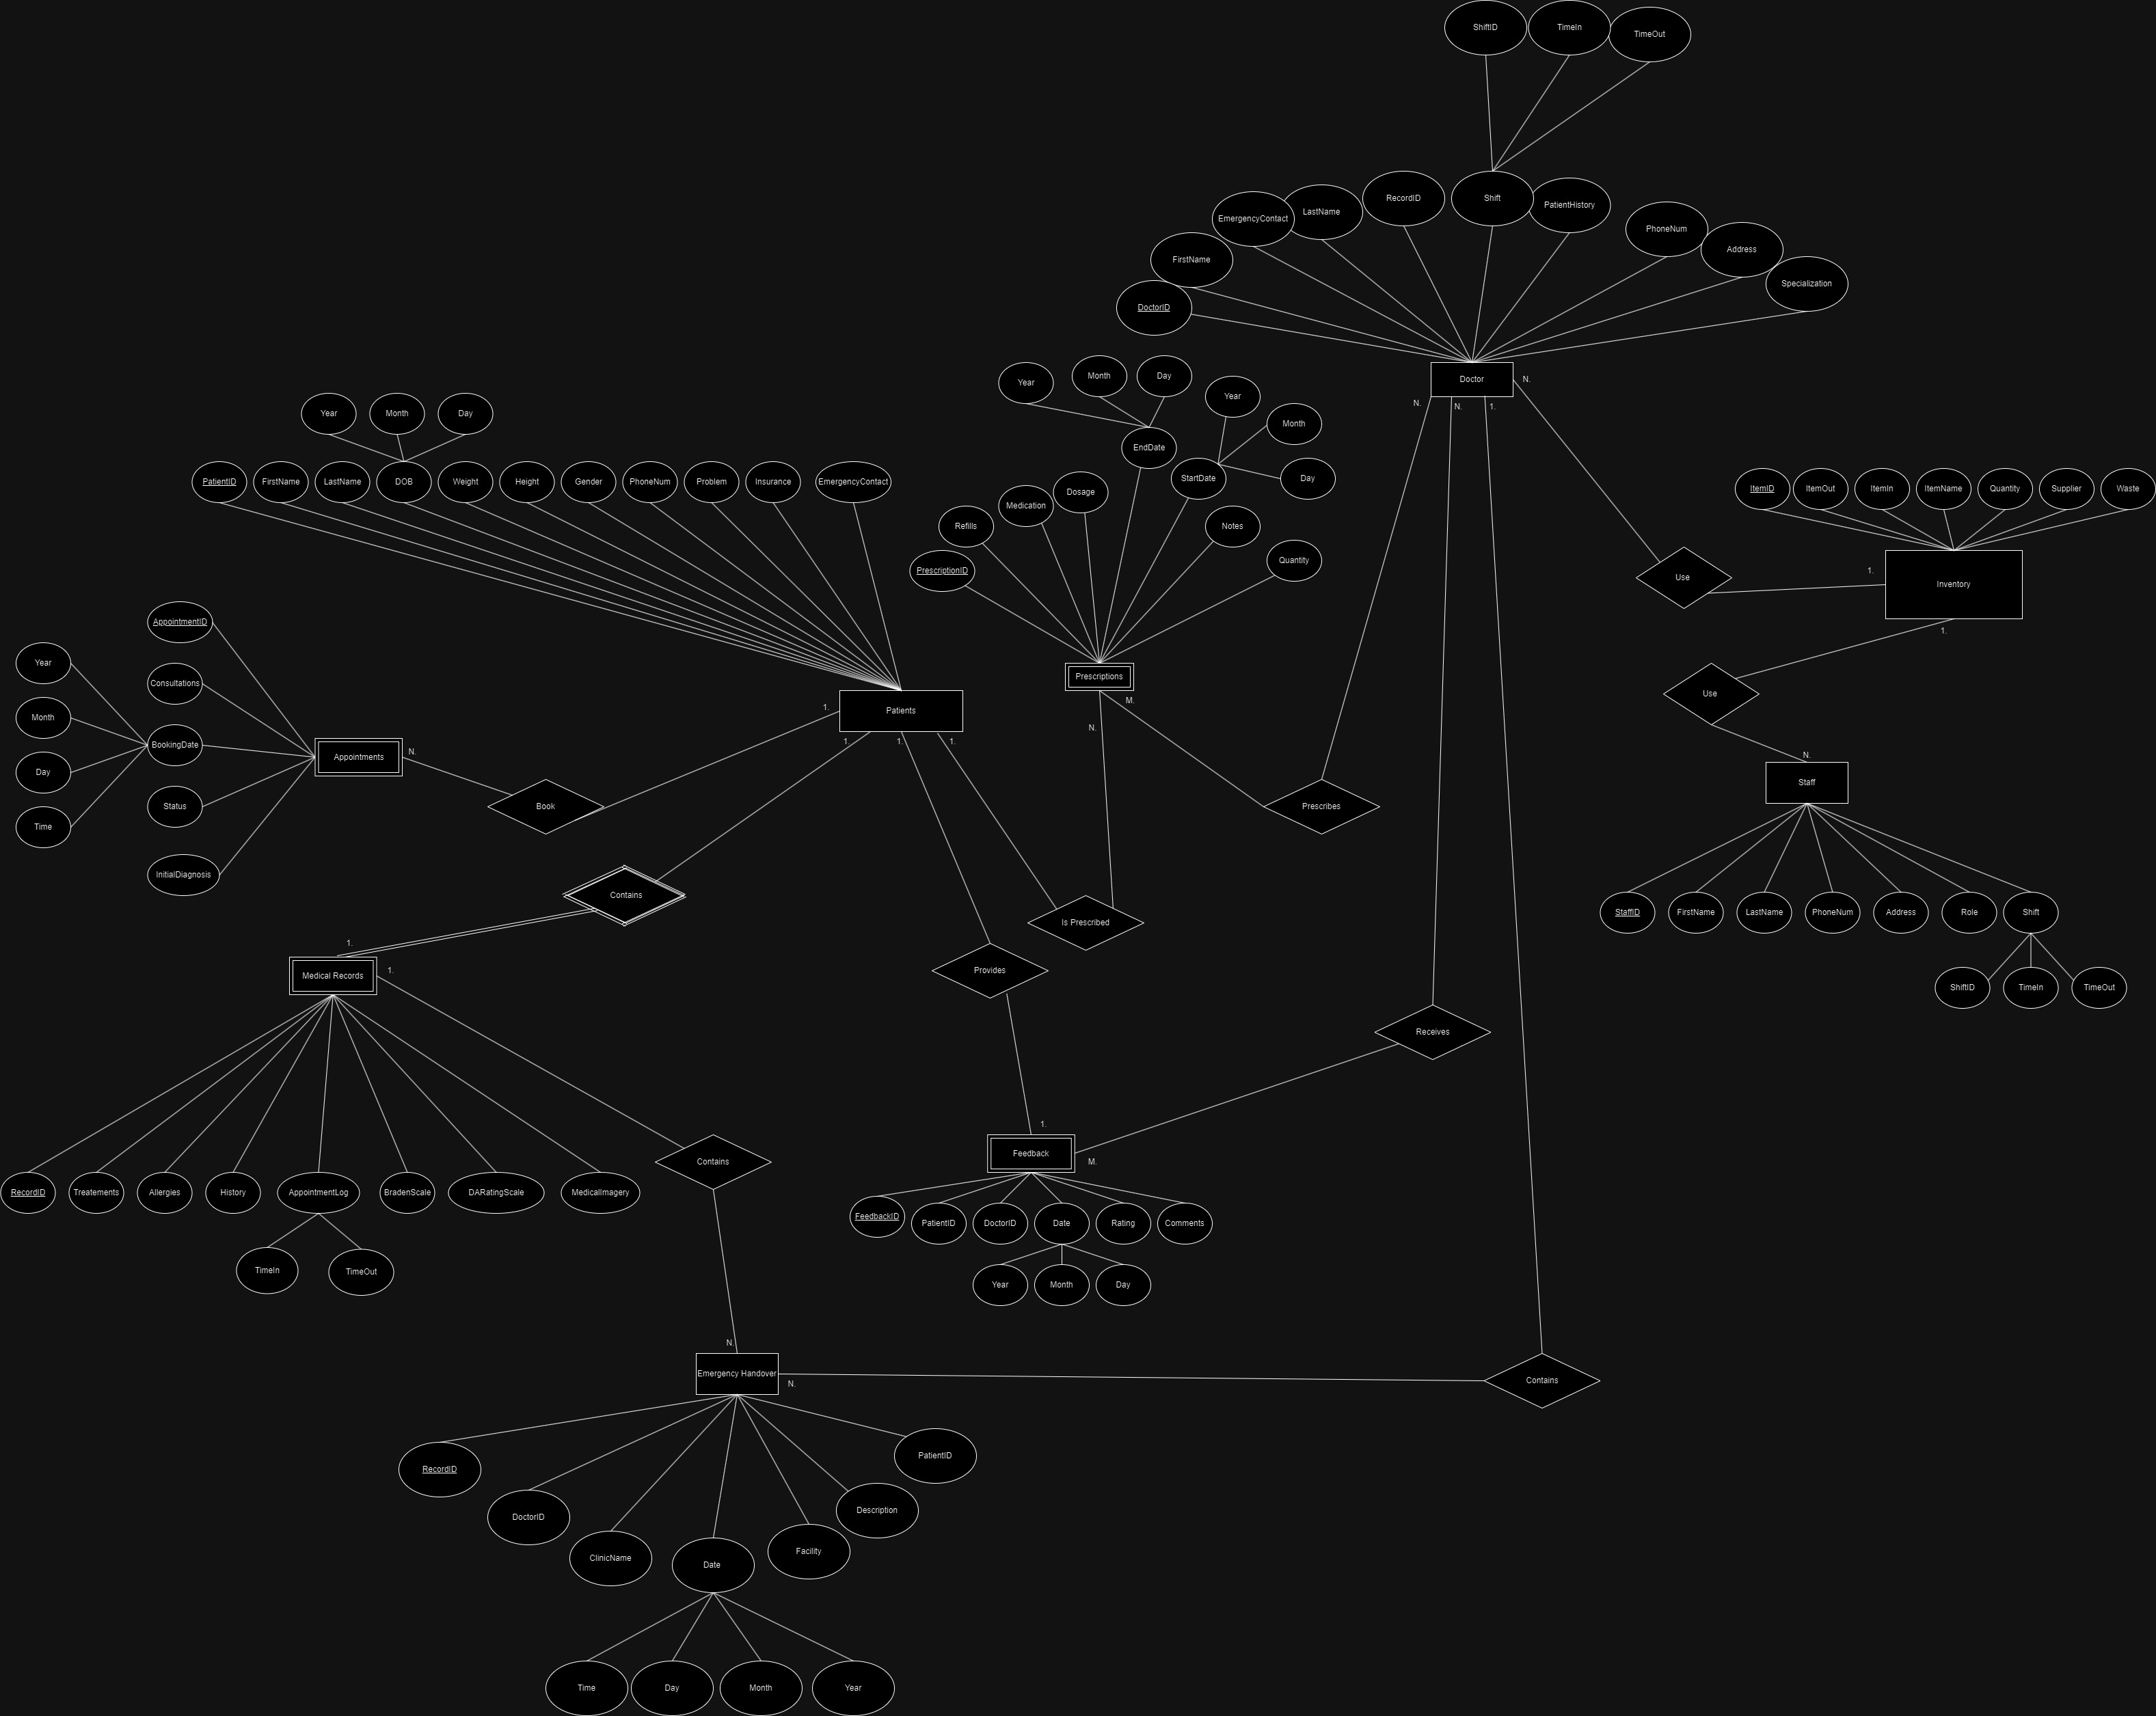 ShiftID
TimeIn
TimeOut
RecordID
Shift
PatientHistory
LastName
EmergencyContact
PhoneNum
Address
FirstName
Specialization
DoctorID
Doctor
N.
N.
N.
1.
Year
Month
Day
EndDate
Year
Month
Day
StartDate
Dosage
Medication
Refills
Notes
Quantity
PrescriptionID
Prescriptions
M.
N.
Year
Month
Day
PatientID
FirstName
LastName
DOB
Weight
Height
Gender
PhoneNum
Problem
Insurance
EmergencyContact
Patients
1.
1.
1.
1.
ItemID
ItemOut
ItemIn
ItemName
Quantity
Supplier
Waste
Use
1.
Inventory
1.
Use
N.
Staff
StaffID
FirstName
LastName
PhoneNum
Address
Role
Shift
ShiftID
TimeIn
TimeOut
AppointmentID
Year
Consultations
Month
BookingDate
Day
Status
Time
InitialDiagnosis
Appointments
N.
Book
Prescribes
Contains
Is Prescribed
Provides
Receives
1.
Medical Records
1.
RecordID
Treatements
Allergies
History
AppointmentLog
BradenScale
DARatingScale
MedicalImagery
TimeIn
TimeOut
Contains
1.
Feedback
M.
FeedbackID
PatientID
DoctorID
Date
Rating
Comments
Year
Month
Day
N.
Emergency Handover
N.
Contains
RecordID
DoctorID
ClinicName
Date
Facility
Description
PatientID
Time
Day
Month
Year